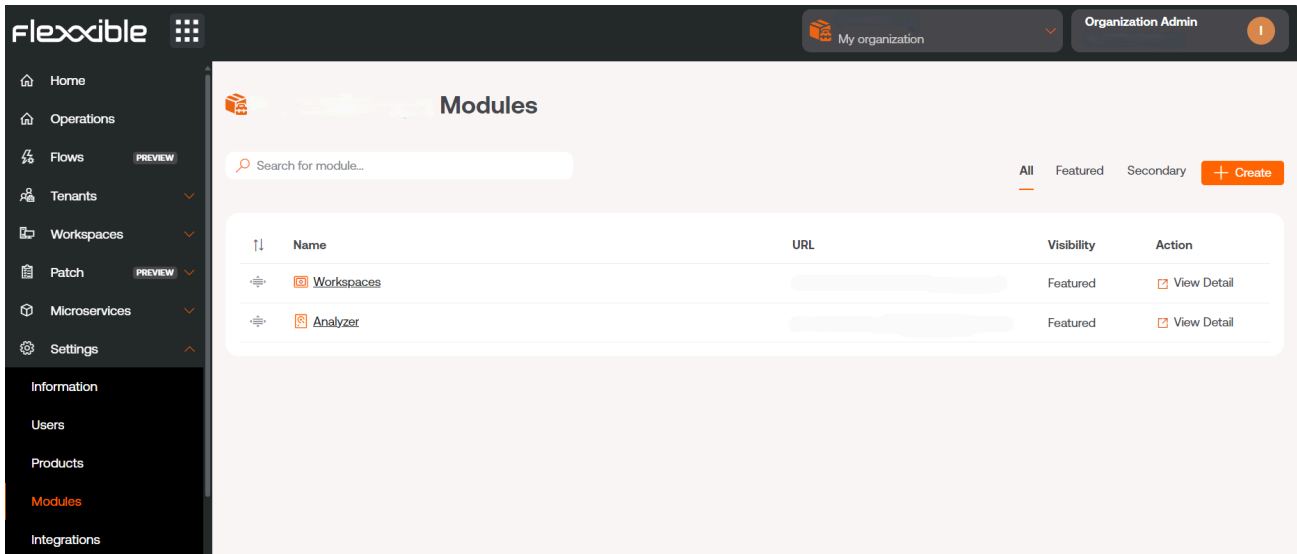 Flexxible
My organization
Organization Admin
I
Home
Operations
Flows PREVIEW
Tenants
Workspaces
Patch PREVIEW
Microservices
Settings
Information
Users
Products
Modules
Integrations
Modules
Search for module...
All Featured Secondary + Create
Name URL Visibility Action
Workspaces Featured View Detail
Analyzer Featured View Detail